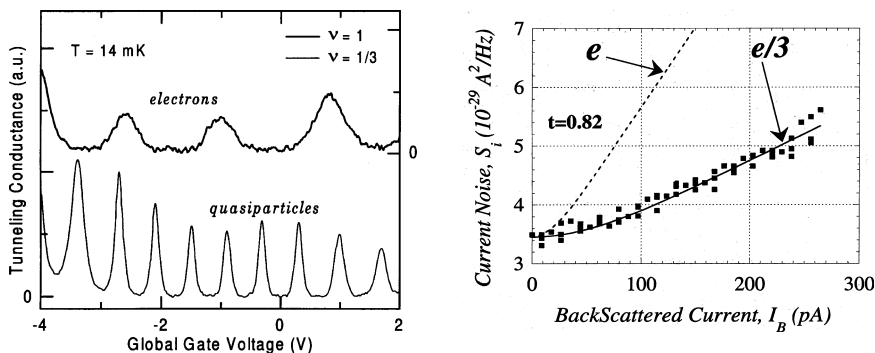 T = 14 mK
ν = 1
ν = 1/3
electrons
quasiparticles
0
0
Tunneling Conductance (a.u.)
-4
-2
0
2
Global Gate Voltage (V)
7
6
5
4
3
e
e/3
t=0.82
Current Noise, S_i (10^-29 A^2/Hz)
0
100
200
300
BackScattered Current, I_B (pA)